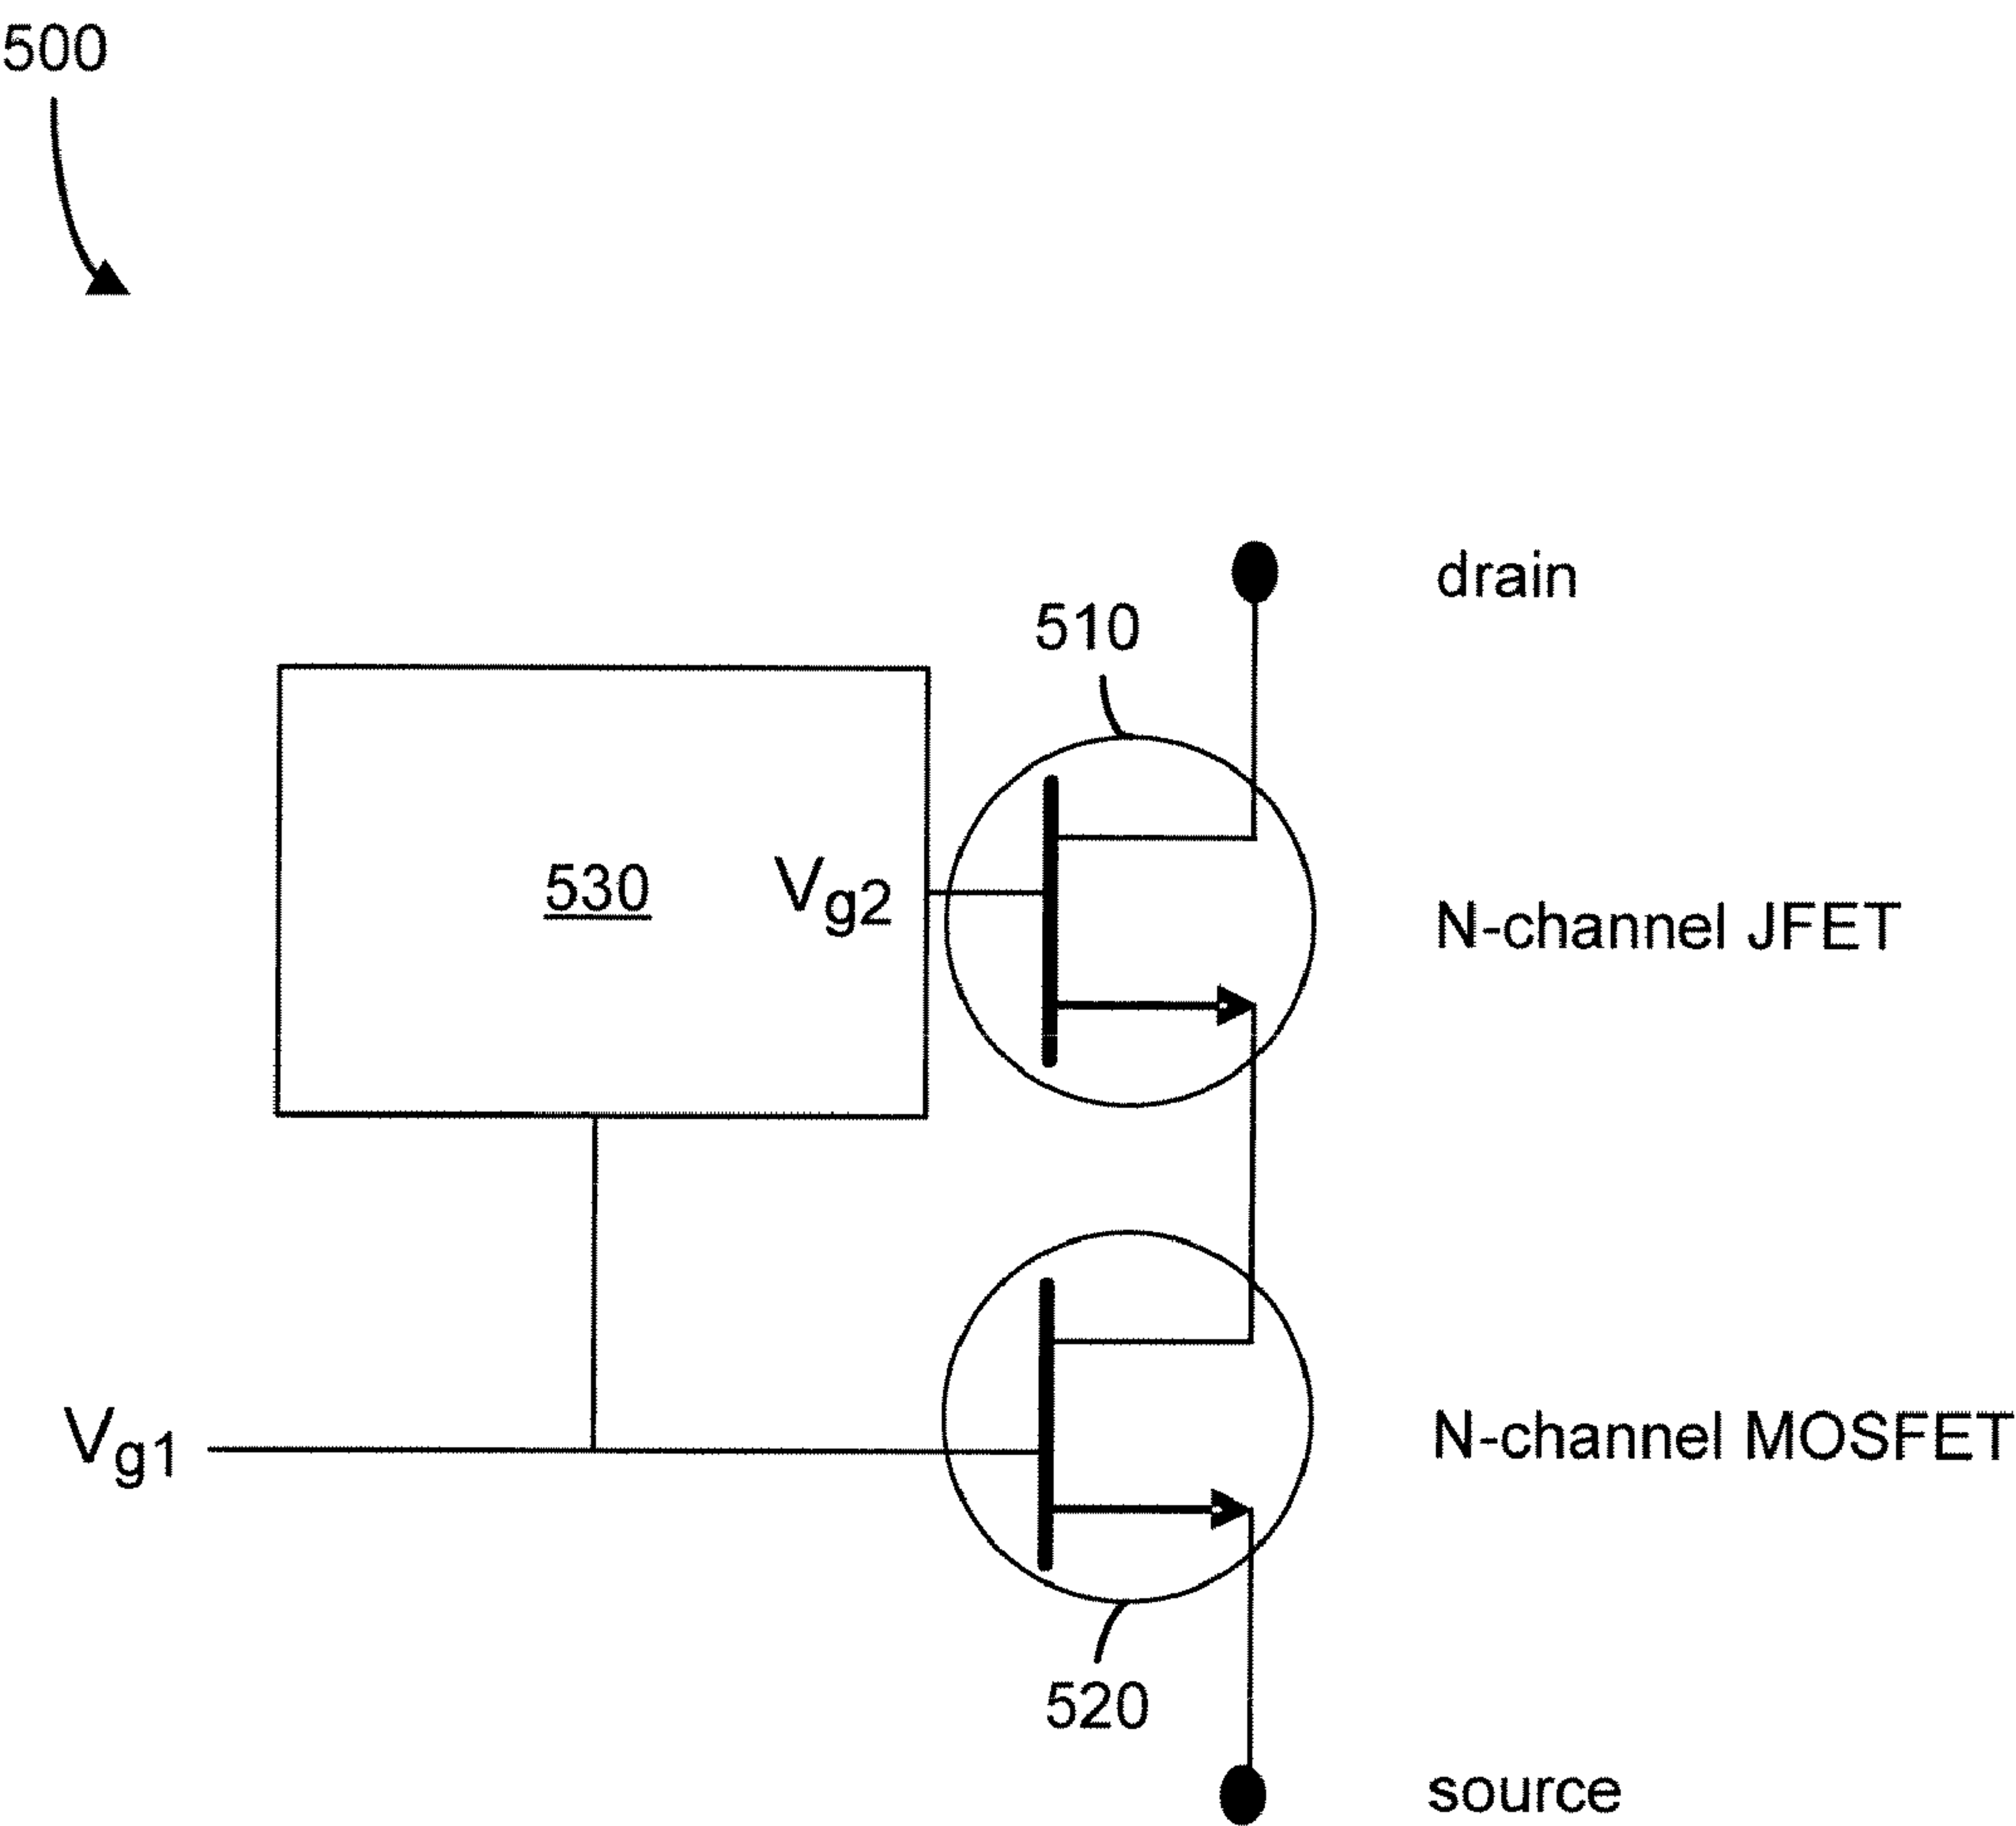 500
drain
510
530
Vg2
N-channel JFET
Vg1
N-channel MOSFET
520
source